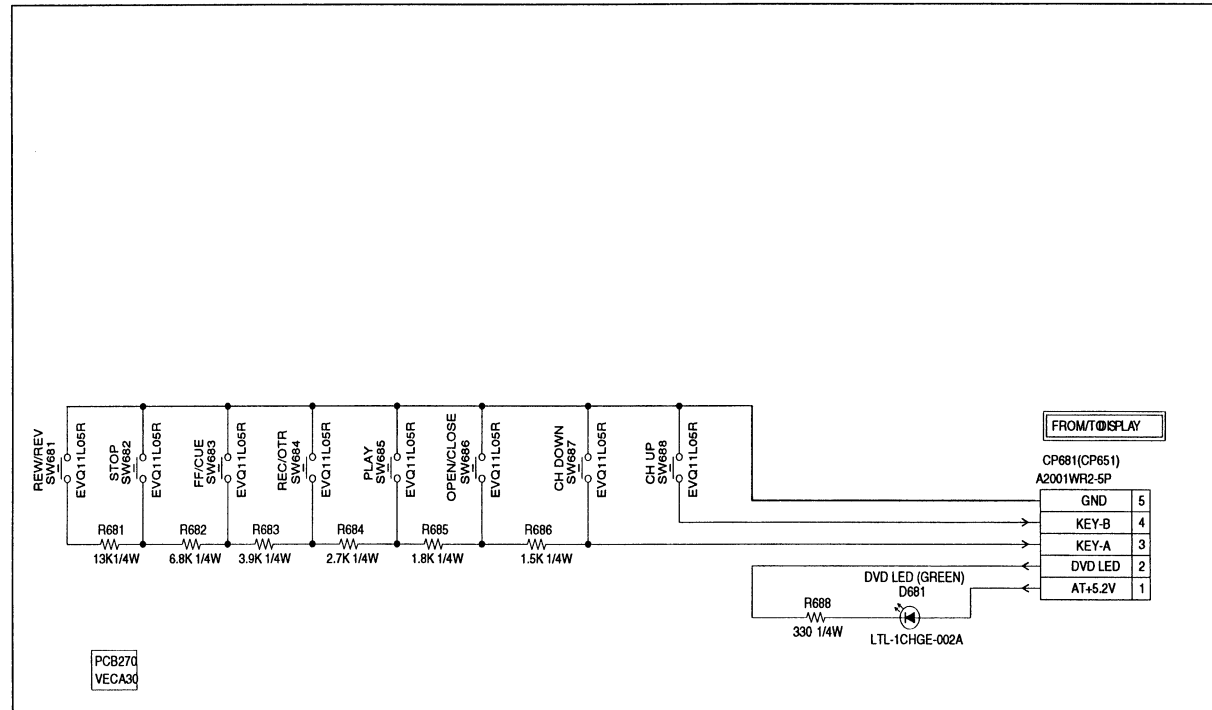 REW/REV
SW681
EVQ11L05R
STOP
SW682
EVQ11L05R
FF/CUE
SW683
EVQ11L05R
REC/OTR
SW684
EVQ11L05R
PLAY
SW685
EVQ11L05R
OPEN/CLOSE
SW686
EVQ11L05R
CH DOWN
SW687
EVQ11L05R
CH UP
SW688
EVQ11L05R
R681
13K1/4W
R682
6.8K 1/4W
R683
3.9K 1/4W
R684
2.7K 1/4W
R685
1.8K 1/4W
R686
1.5K 1/4W
FROM/TO DISPLAY
CP681(CP651)
A2001WR2-5P
GND 5
KEY-B 4
KEY-A 3
DVD LED 2
AT+5.2V 1
DVD LED (GREEN)
D681
LTL-1CHGE-002A
R688
330 1/4W
PCB270
VECA30